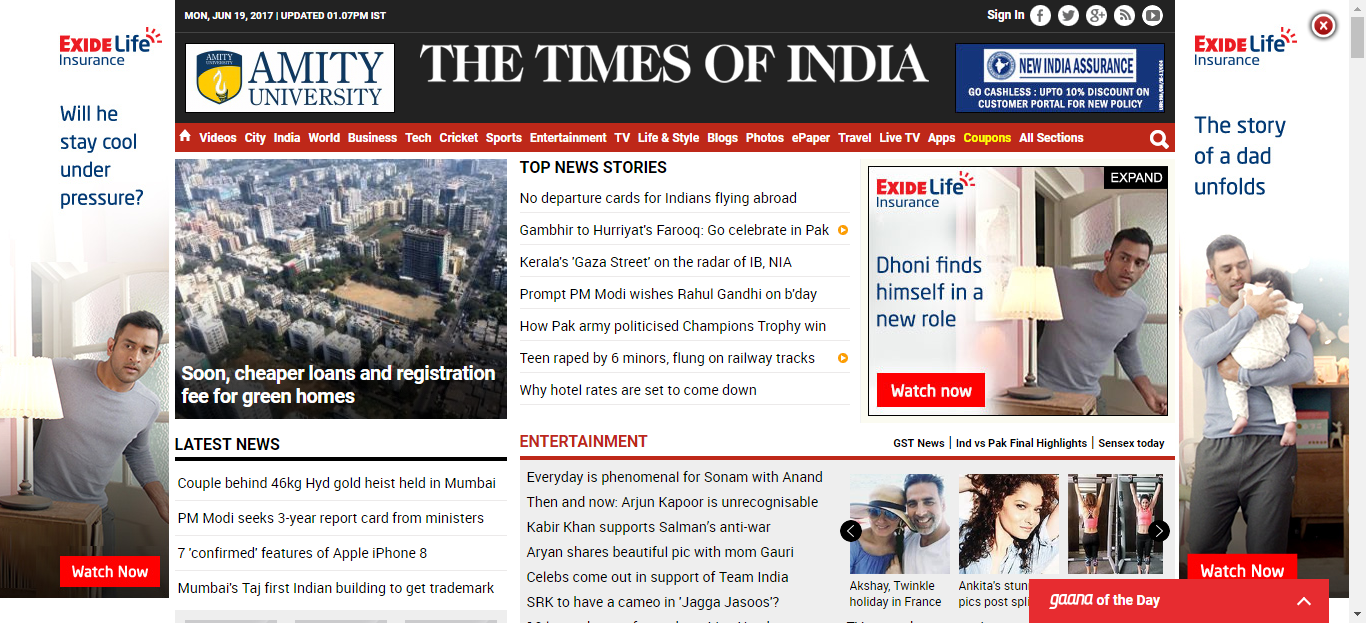 MON, JUN 19, 2017 | UPDATED 01.07PM IST
Sign In
EXIDE Life
Insurance
Will he
stay cool
under
pressure?
Watch Now
AMITY
UNIVERSITY
AMITY
UNIVERSITY
THE TIMES OF INDIA
NEW INDIA ASSURANCE
GO CASHLESS : UPTO 10% DISCOUNT ON
CUSTOMER PORTAL FOR NEW POLICY
Videos City India World Business Tech Cricket Sports Entertainment TV Life & Style Blogs Photos ePaper Travel Live TV Apps Coupons All Sections
Soon, cheaper loans and registration
fee for green homes
TOP NEWS STORIES
No departure cards for Indians flying abroad
Gambhir to Hurriyat's Farooq: Go celebrate in Pak
Kerala's 'Gaza Street' on the radar of IB, NIA
Prompt PM Modi wishes Rahul Gandhi on b'day
How Pak army politicised Champions Trophy win
Teen raped by 6 minors, flung on railway tracks
Why hotel rates are set to come down
EXPAND
EXIDE Life
Insurance
Dhoni finds
himself in a
new role
Watch now
LATEST NEWS
Couple behind 46kg Hyd gold heist held in Mumbai
PM Modi seeks 3-year report card from ministers
7 'confirmed' features of Apple iPhone 8
Mumbai's Taj first Indian building to get trademark
ENTERTAINMENT
GST News | Ind vs Pak Final Highlights | Sensex today
Everyday is phenomenal for Sonam with Anand
Then and now: Arjun Kapoor is unrecognisable
Kabir Khan supports Salman's anti-war
Aryan shares beautiful pic with mom Gauri
Celebs come out in support of Team India
SRK to have a cameo in 'Jagga Jasoos'?
Akshay, Twinkle
holiday in France
Ankita's stun
pics post spli
gaana of the Day
EXIDE Life
Insurance
The story
of a dad
unfolds
Watch Now